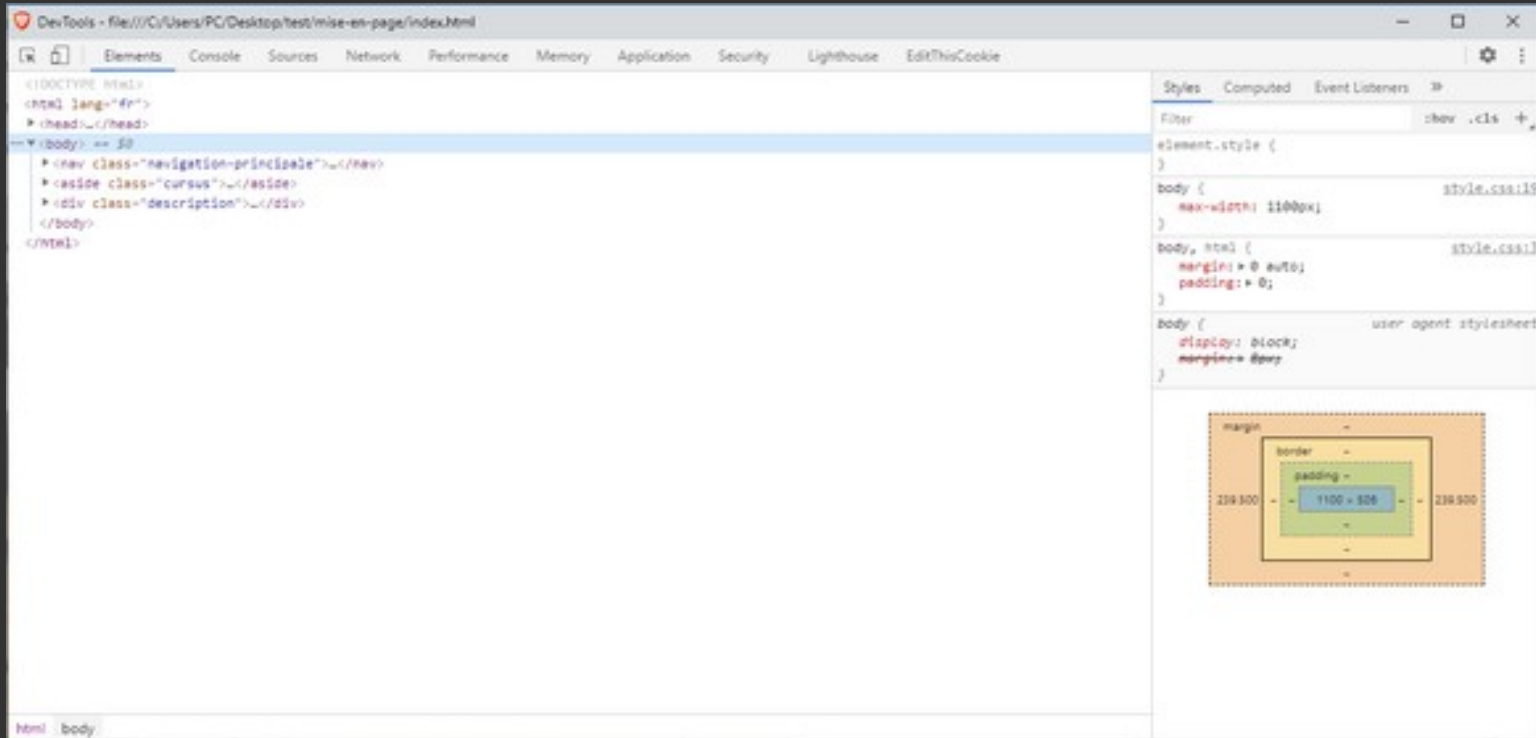 DevTools - file:///C:/Users/PC/Desktop/test/mise-en-page/index.html
Elements Console Sources Network Performance Memory Application Security Lighthouse EditThisCookie
<!DOCTYPE html>
<html lang="fr">
<head>…</head>
<body> == $0
<nav class="navigation-principale">…</nav>
<aside class="cursus">…</aside>
<div class="description">…</div>
</body>
</html>
html body
Styles Computed Event Listeners »
Filter :hov .cls +
element.style {
}
body { style.css:19
max-width: 1100px;
}
body, html { style.css:
margin: 0 auto;
padding: 0;
}
body { user agent stylesheet
display: block;
margin: 8px;
}
margin -
border -
padding -
239.500 - - 1100 × 506 - - 239.500
-
-
-